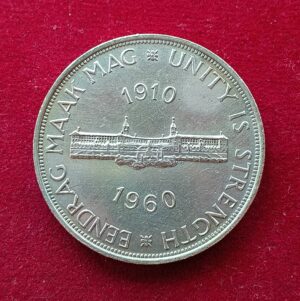 EENDRAG MAAK MAG ※ UNITY IS STRENGTH ※
1910
1960